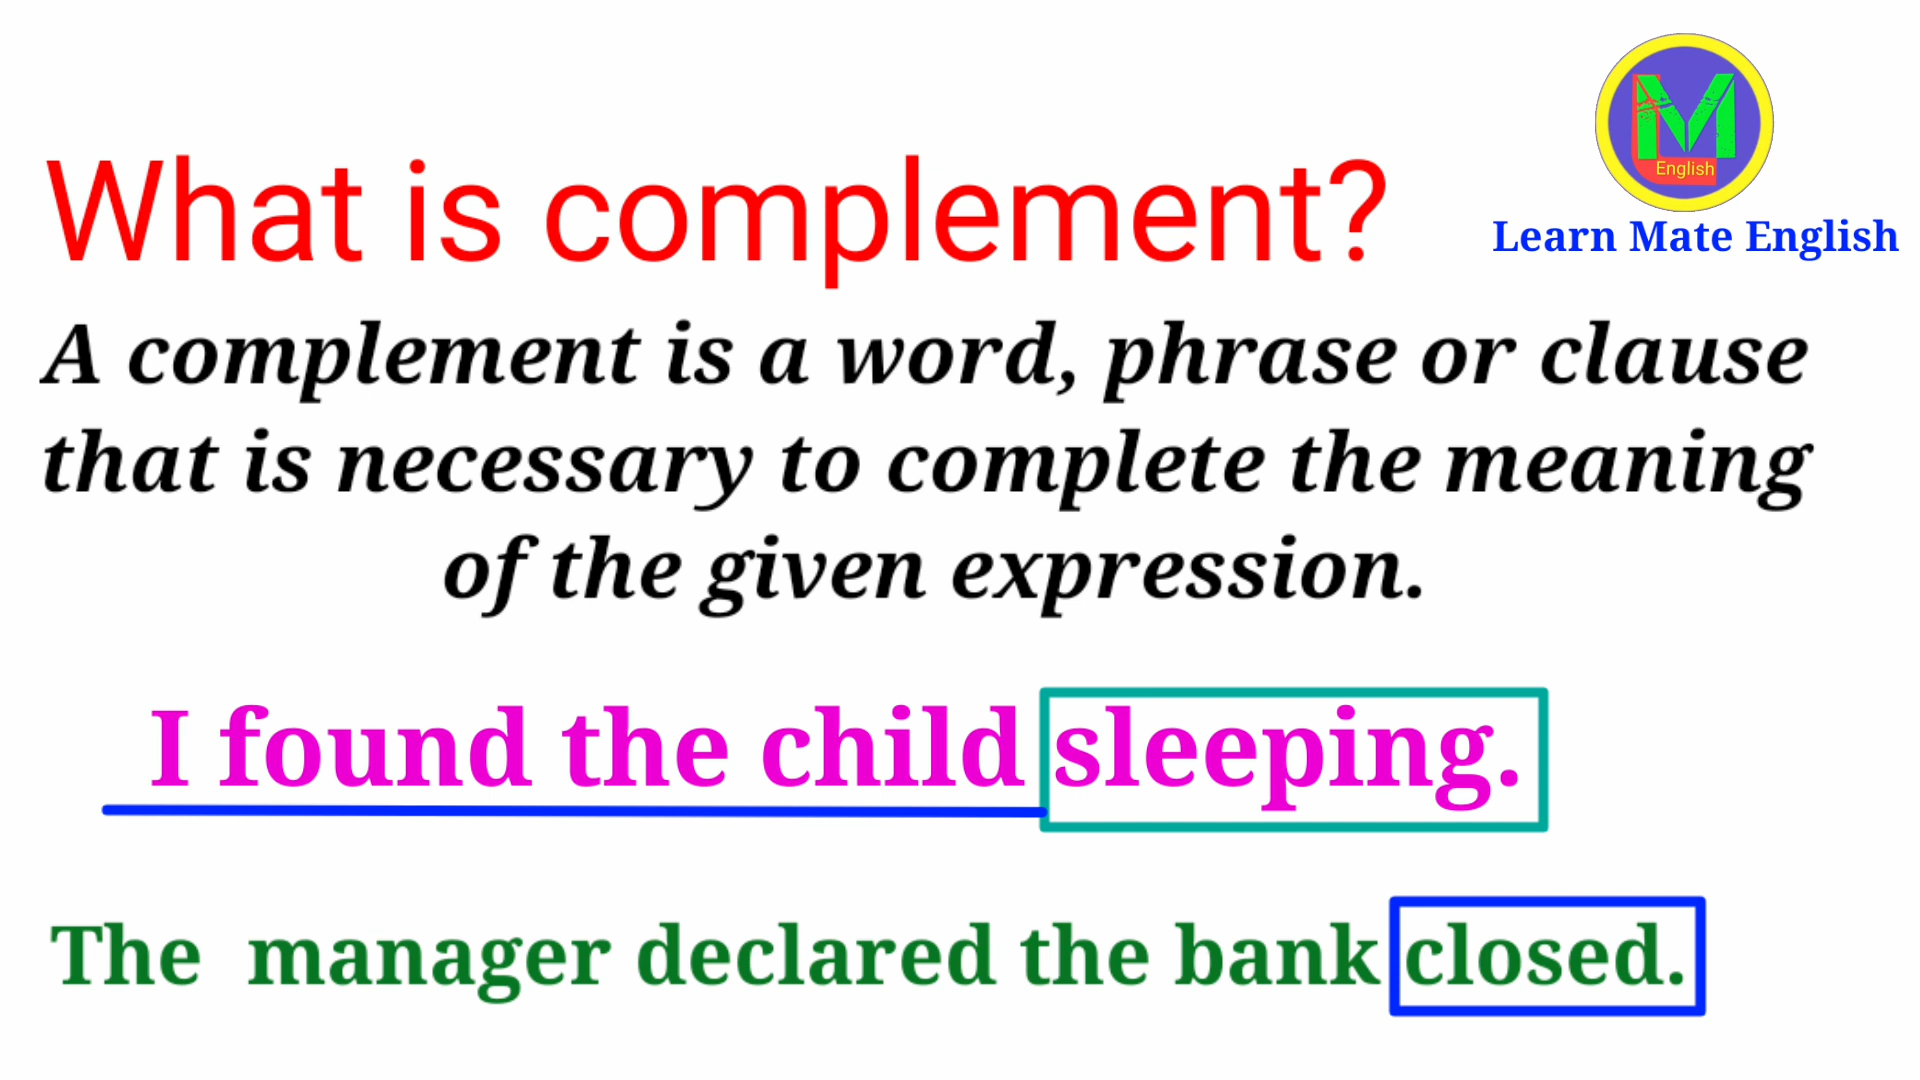 English
Learn Mate English
What is complement?
A complement is a word, phrase or clause
that is necessary to complete the meaning
of the given expression.
I found the child sleeping.
The manager declared the bank closed.